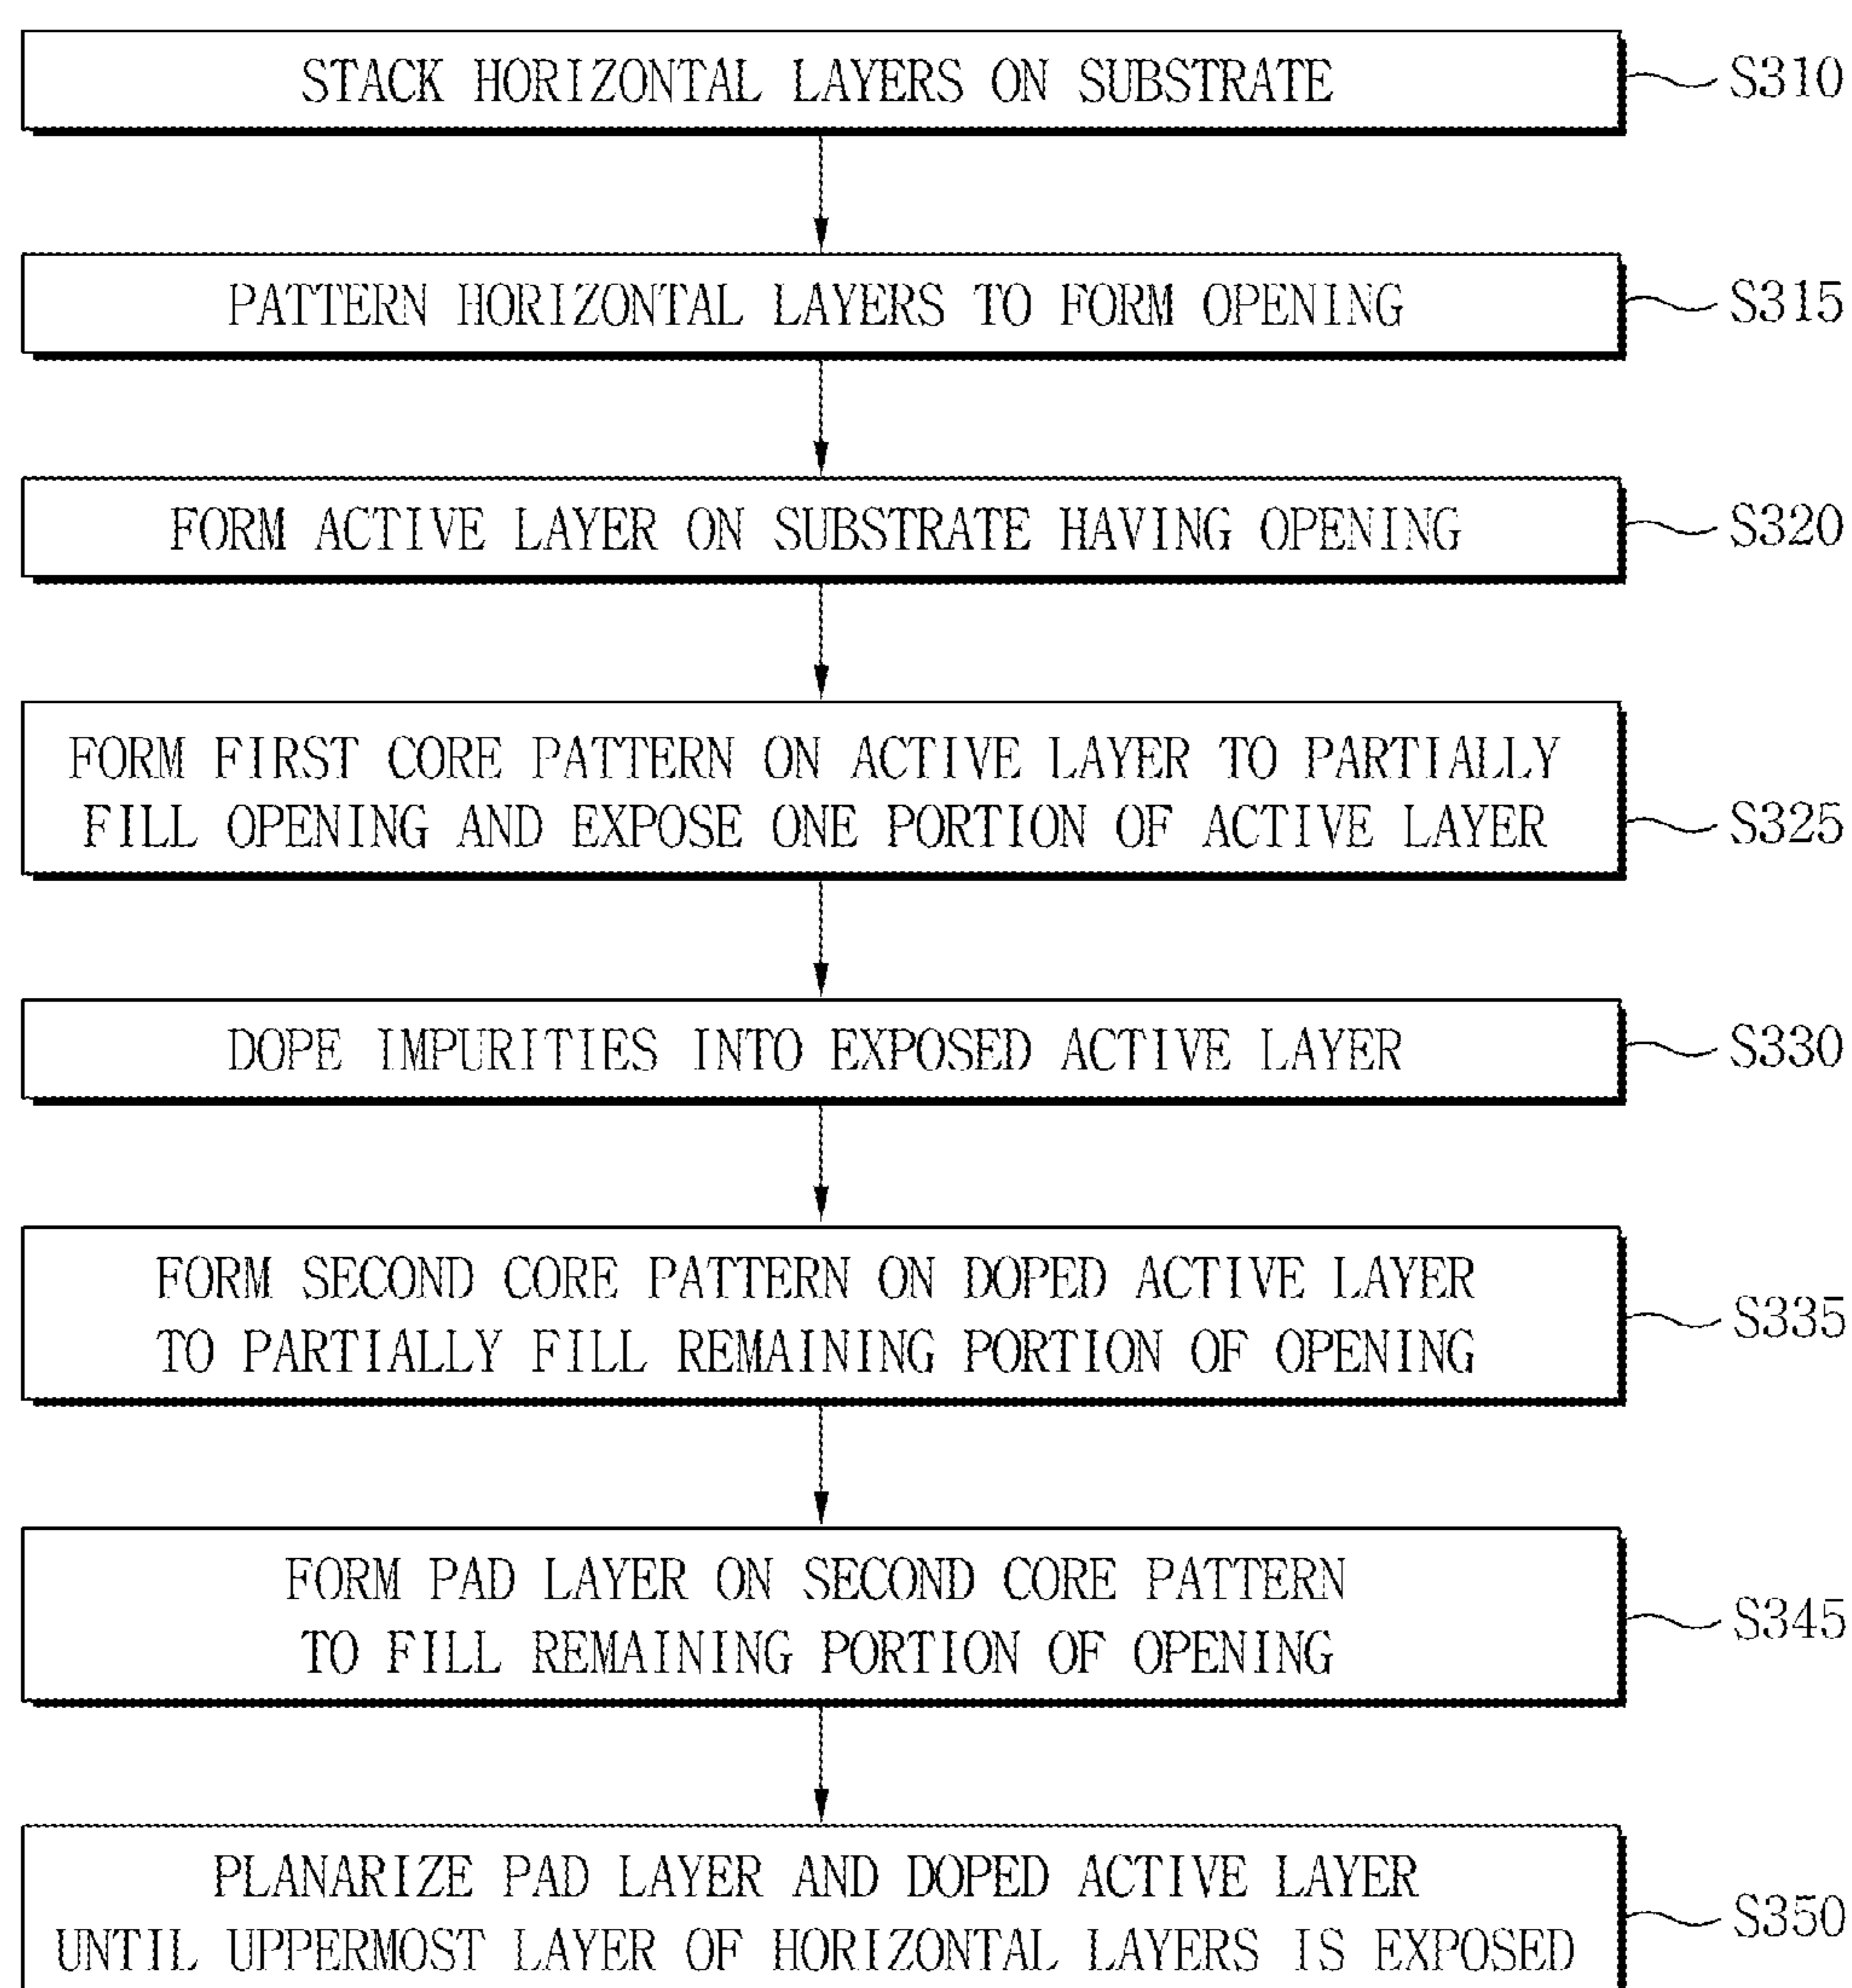 STACK HORIZONTAL LAYERS ON SUBSTRATE
S310
PATTERN HORIZONTAL LAYERS TO FORM OPENING
S315
FORM ACTIVE LAYER ON SUBSTRATE HAVING OPENING
S320
FORM FIRST CORE PATTERN ON ACTIVE LAYER TO PARTIALLY
FILL OPENING AND EXPOSE ONE PORTION OF ACTIVE LAYER
S325
DOPE IMPURITIES INTO EXPOSED ACTIVE LAYER
S330
FORM SECOND CORE PATTERN ON DOPED ACTIVE LAYER
TO PARTIALLY FILL REMAINING PORTION OF OPENING
S335
FORM PAD LAYER ON SECOND CORE PATTERN
TO FILL REMAINING PORTION OF OPENING
S345
PLANARIZE PAD LAYER AND DOPED ACTIVE LAYER
UNTIL UPPERMOST LAYER OF HORIZONTAL LAYERS IS EXPOSED
S350